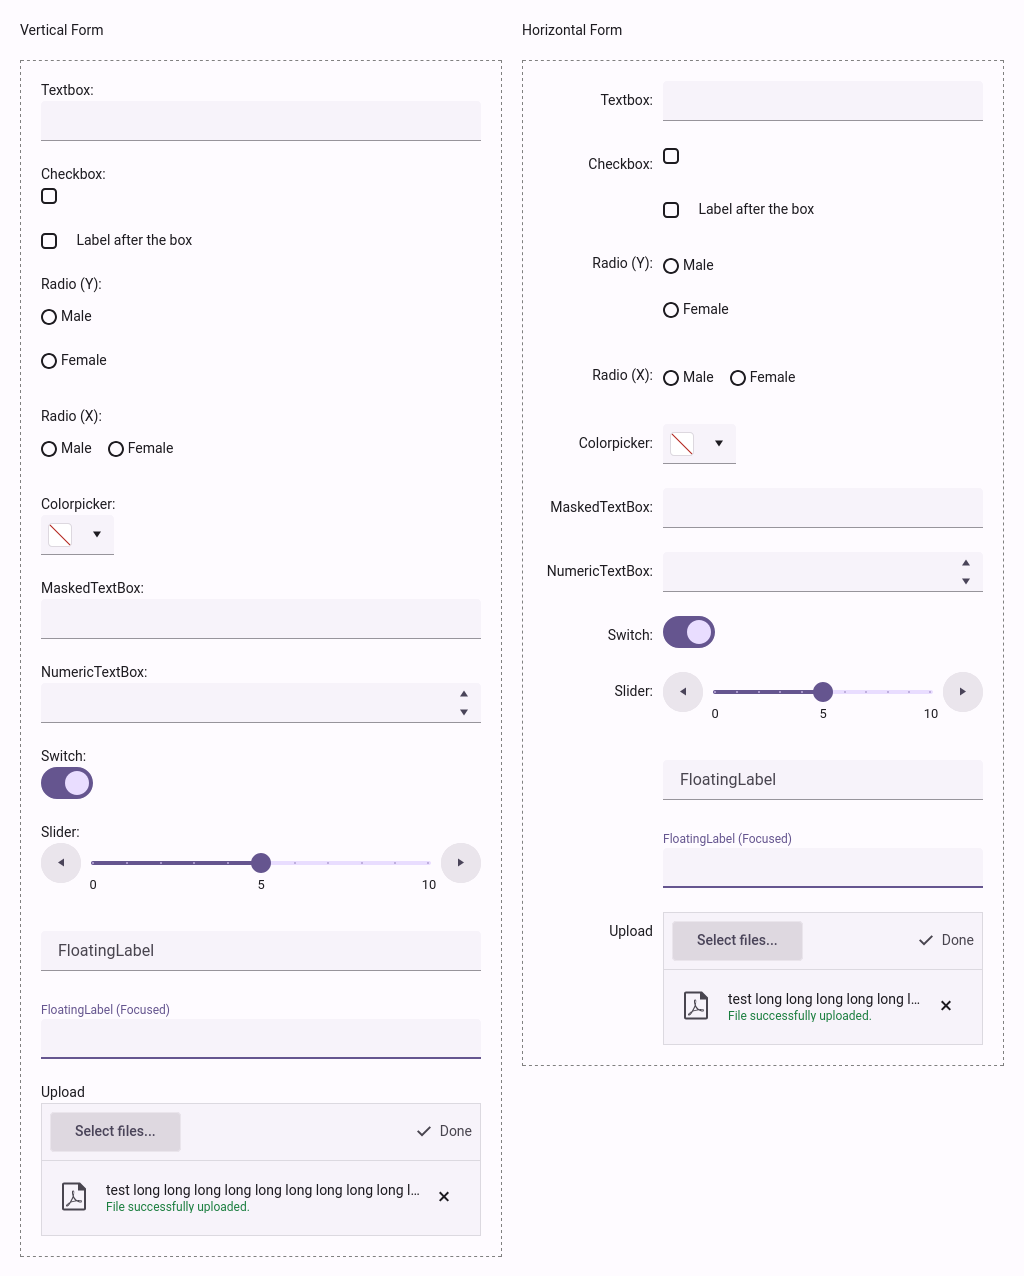 Vertical Form
Textbox:
Checkbox:
Label after the box
Radio (Y):
Male
Female
Radio (X):
Male Female
Colorpicker:
MaskedTextBox:
NumericTextBox:
Switch:
Slider:
0 5 10
FloatingLabel
FloatingLabel (Focused)
Upload
Select files... Done
test long long long long long long long long long l...
File successfully uploaded.
Horizontal Form
Textbox:
Checkbox:
Label after the box
Radio (Y): Male
Female
Radio (X): Male Female
Colorpicker:
MaskedTextBox:
NumericTextBox:
Switch:
Slider:
0 5 10
FloatingLabel
FloatingLabel (Focused)
Upload Select files... Done
test long long long long long l...
File successfully uploaded.